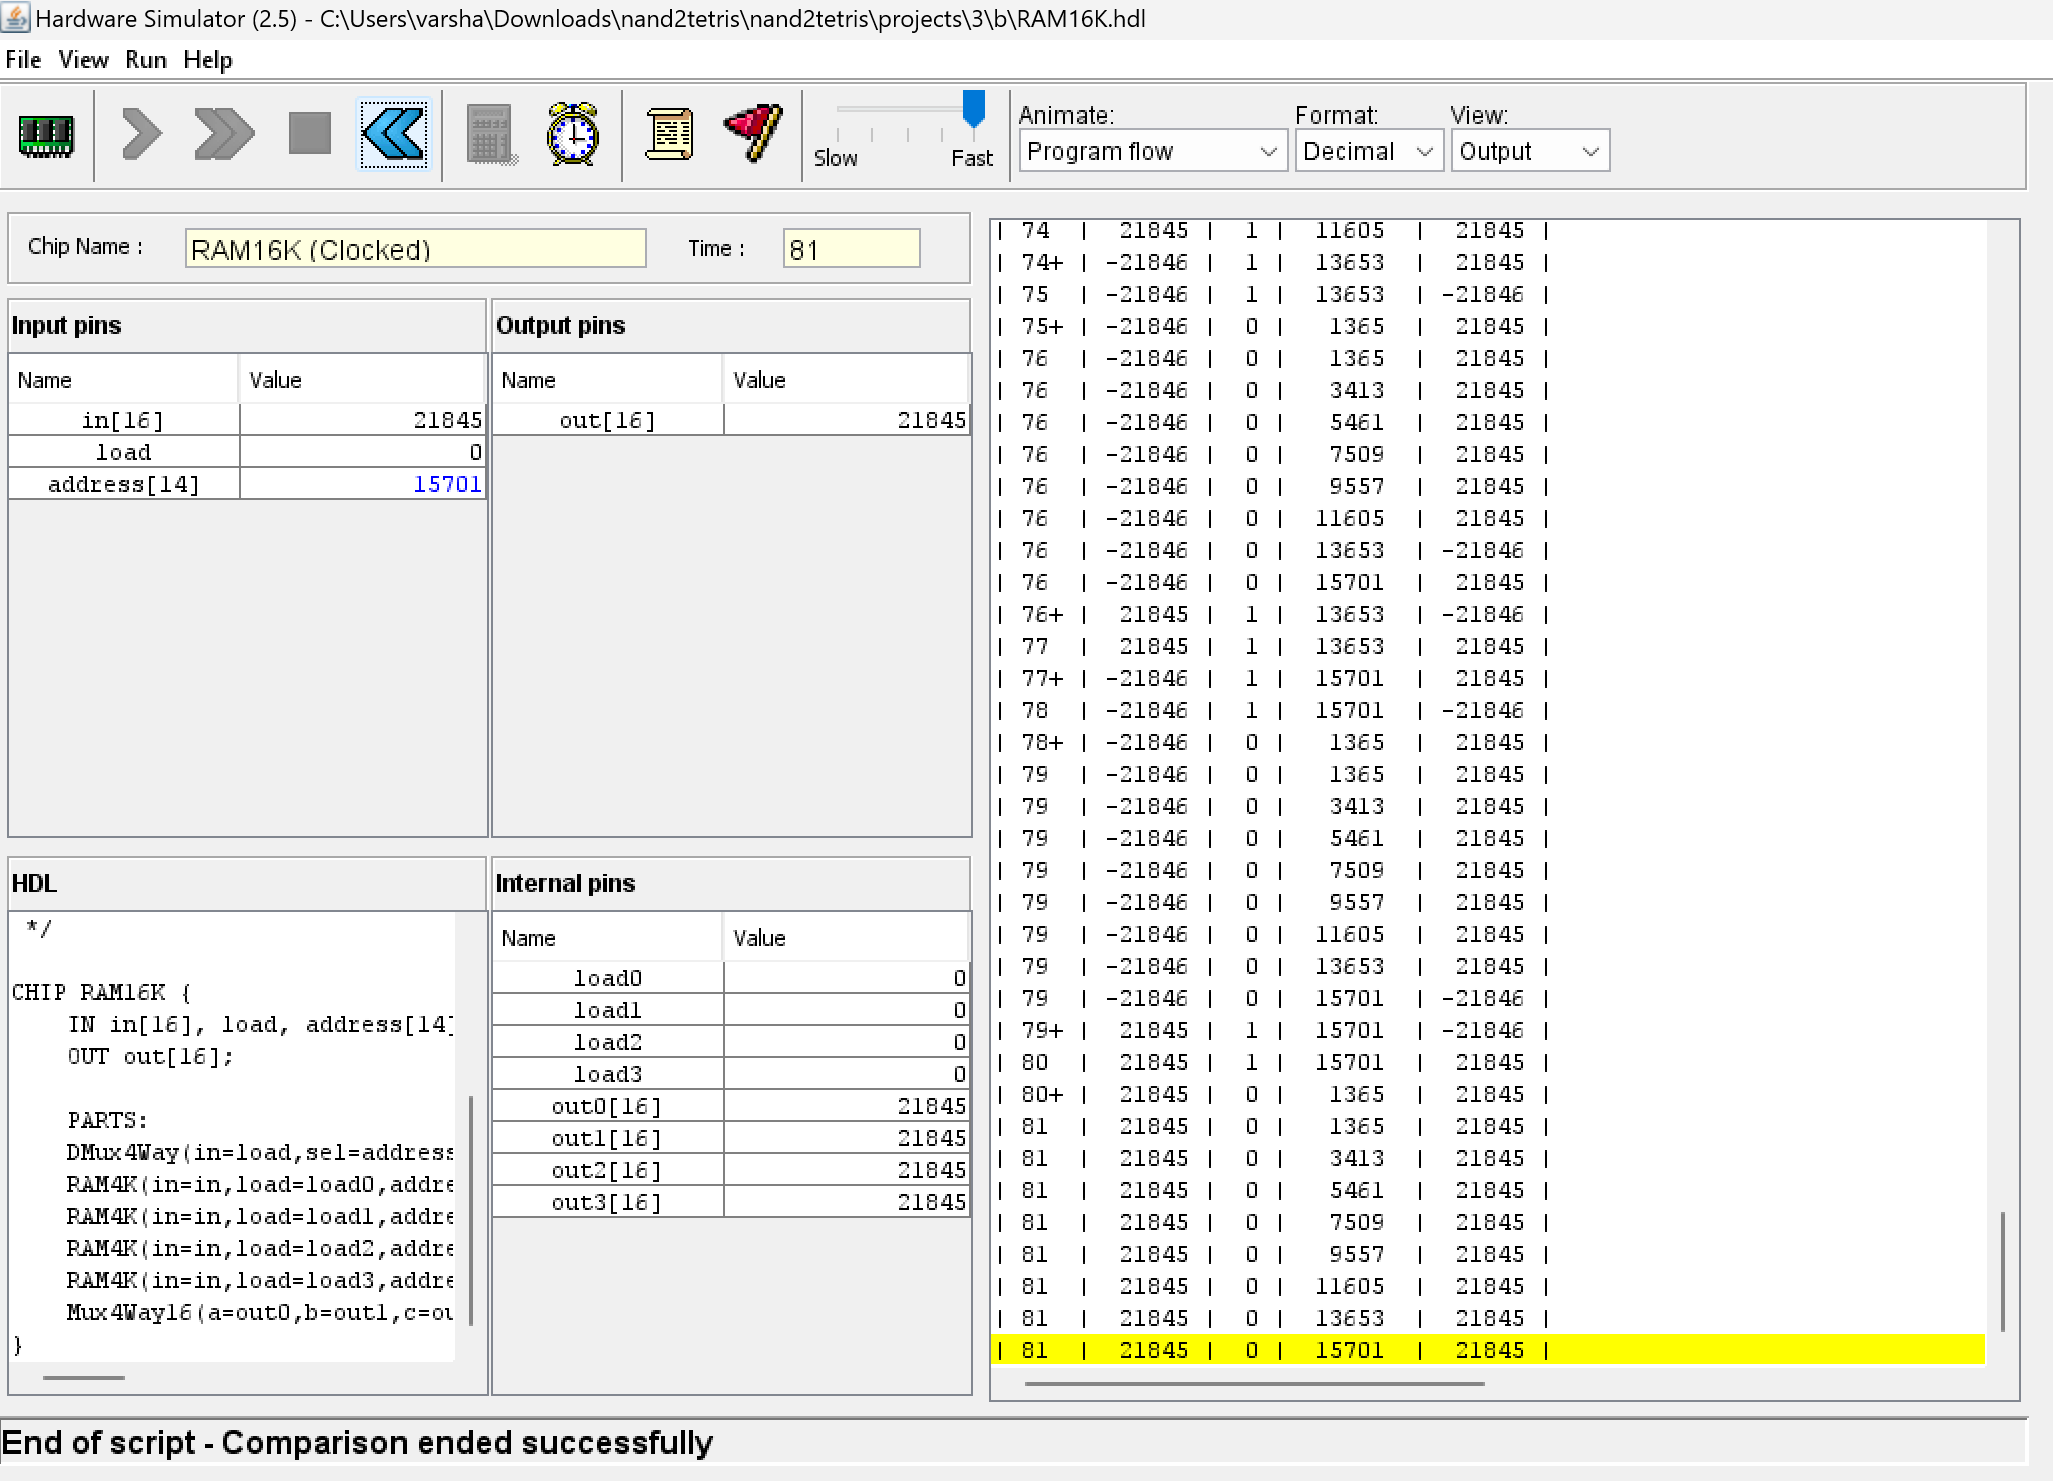 Hardware Simulator (2.5) - C:\Users\varsha\Downloads\nand2tetris\nand2tetris\projects\3\b\RAM16K.hdl
File View Run Help
Slow Fast
Animate: Format: View:
Program flow Decimal Output
Chip Name : RAM16K (Clocked) Time : 81
Input pins
Name Value
in[16] 21845
load 0
address[14] 15701
Output pins
Name Value
out[16] 21845
HDL
*/
CHIP RAM16K {
IN in[16], load, address[14]
OUT out[16];
PARTS:
DMux4Way(in=load,sel=address
RAM4K(in=in,load=load0,addre
RAM4K(in=in,load=load1,addre
RAM4K(in=in,load=load2,addre
RAM4K(in=in,load=load3,addre
Mux4Way16(a=out0,b=out1,c=ou
}
Internal pins
Name Value
load0 0
load1 0
load2 0
load3 0
out0[16] 21845
out1[16] 21845
out2[16] 21845
out3[16] 21845
| 74 | 21845 | 1 | 11605 | 21845 |
| 74+ | -21846 | 1 | 13653 | 21845 |
| 75 | -21846 | 1 | 13653 | -21846 |
| 75+ | -21846 | 0 | 1365 | 21845 |
| 76 | -21846 | 0 | 1365 | 21845 |
| 76 | -21846 | 0 | 3413 | 21845 |
| 76 | -21846 | 0 | 5461 | 21845 |
| 76 | -21846 | 0 | 7509 | 21845 |
| 76 | -21846 | 0 | 9557 | 21845 |
| 76 | -21846 | 0 | 11605 | 21845 |
| 76 | -21846 | 0 | 13653 | -21846 |
| 76 | -21846 | 0 | 15701 | 21845 |
| 76+ | 21845 | 1 | 13653 | -21846 |
| 77 | 21845 | 1 | 13653 | 21845 |
| 77+ | -21846 | 1 | 15701 | 21845 |
| 78 | -21846 | 1 | 15701 | -21846 |
| 78+ | -21846 | 0 | 1365 | 21845 |
| 79 | -21846 | 0 | 1365 | 21845 |
| 79 | -21846 | 0 | 3413 | 21845 |
| 79 | -21846 | 0 | 5461 | 21845 |
| 79 | -21846 | 0 | 7509 | 21845 |
| 79 | -21846 | 0 | 9557 | 21845 |
| 79 | -21846 | 0 | 11605 | 21845 |
| 79 | -21846 | 0 | 13653 | 21845 |
| 79 | -21846 | 0 | 15701 | -21846 |
| 79+ | 21845 | 1 | 15701 | -21846 |
| 80 | 21845 | 1 | 15701 | 21845 |
| 80+ | 21845 | 0 | 1365 | 21845 |
| 81 | 21845 | 0 | 1365 | 21845 |
| 81 | 21845 | 0 | 3413 | 21845 |
| 81 | 21845 | 0 | 5461 | 21845 |
| 81 | 21845 | 0 | 7509 | 21845 |
| 81 | 21845 | 0 | 9557 | 21845 |
| 81 | 21845 | 0 | 11605 | 21845 |
| 81 | 21845 | 0 | 13653 | 21845 |
| 81 | 21845 | 0 | 15701 | 21845 |
End of script - Comparison ended successfully